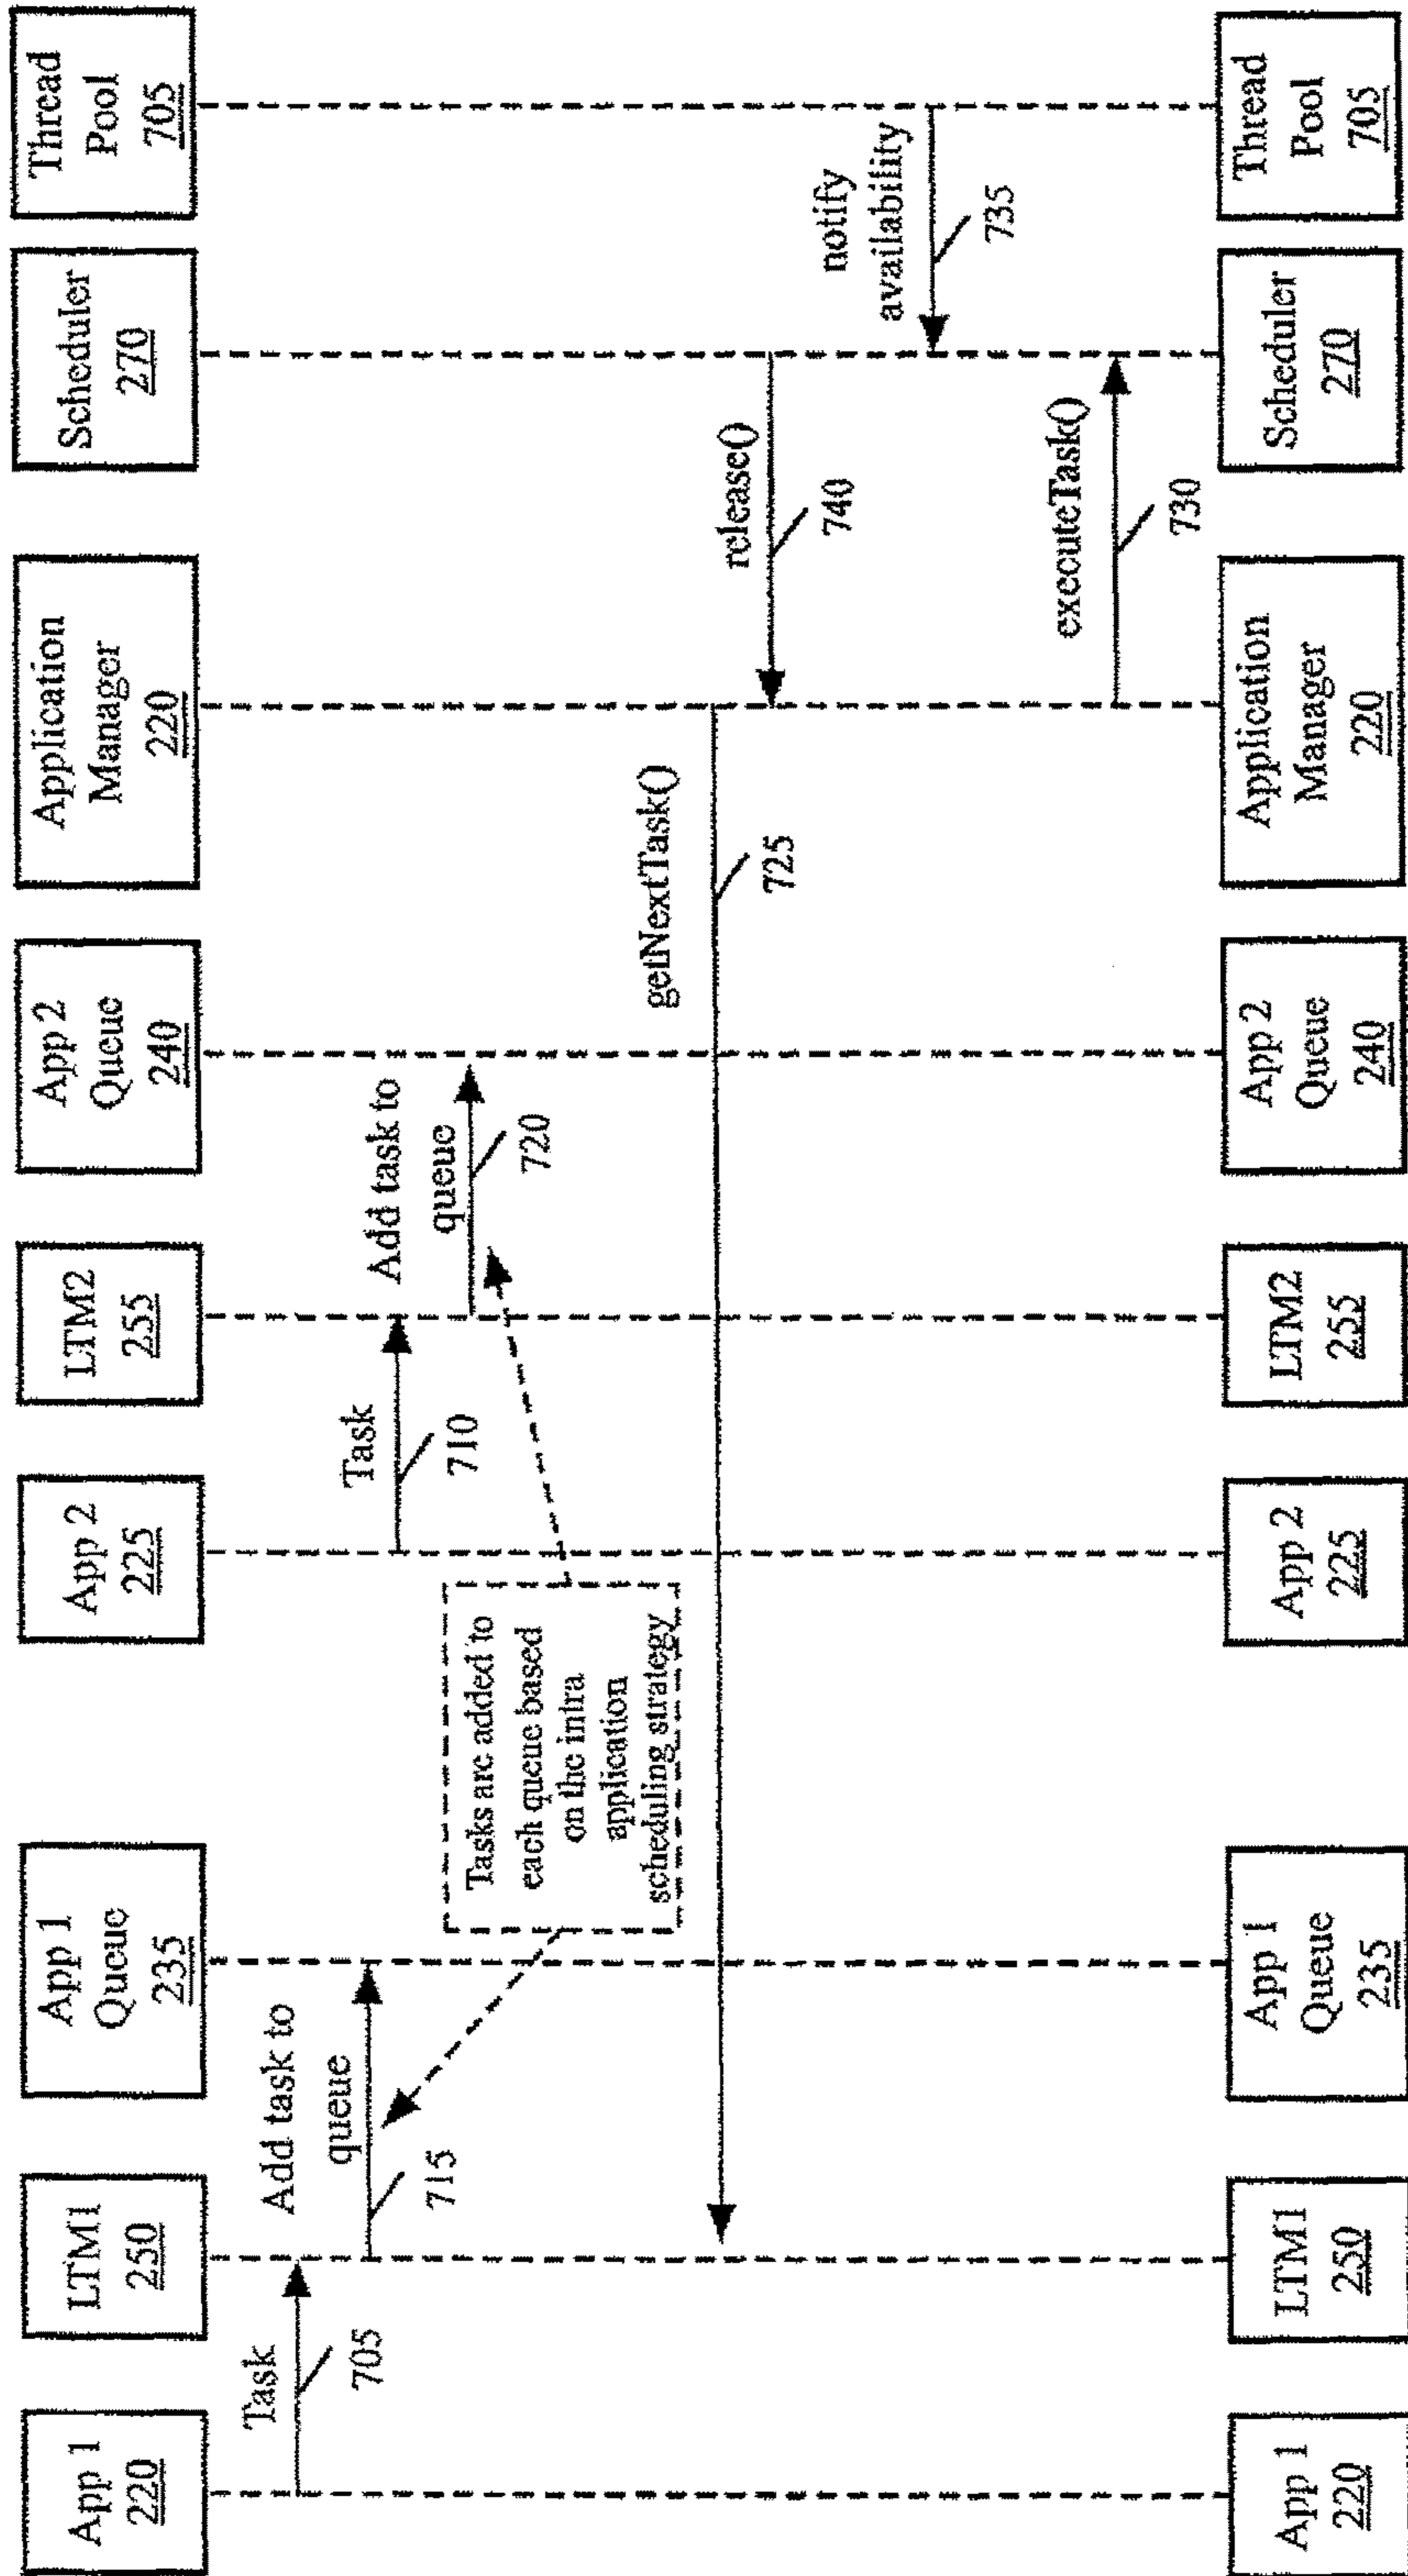 App 1
220
LTM1
250
App 1
Queue
235
App 2
225
LTM2
255
App 2
Queue
240
Application
Manager
220
Scheduler
270
Thread
Pool
705
Task
705
Add task to
queue
715
Task
710
Add task to
queue
720
Tasks are added to
each queue based
on the intra
application
scheduling strategy
getNextTask()
725
release()
740
notify
availability
735
executeTask()
730
App 1
220
LTM1
250
App 1
Queue
235
App 2
225
LTM2
255
App 2
Queue
240
Application
Manager
220
Scheduler
270
Thread
Pool
705